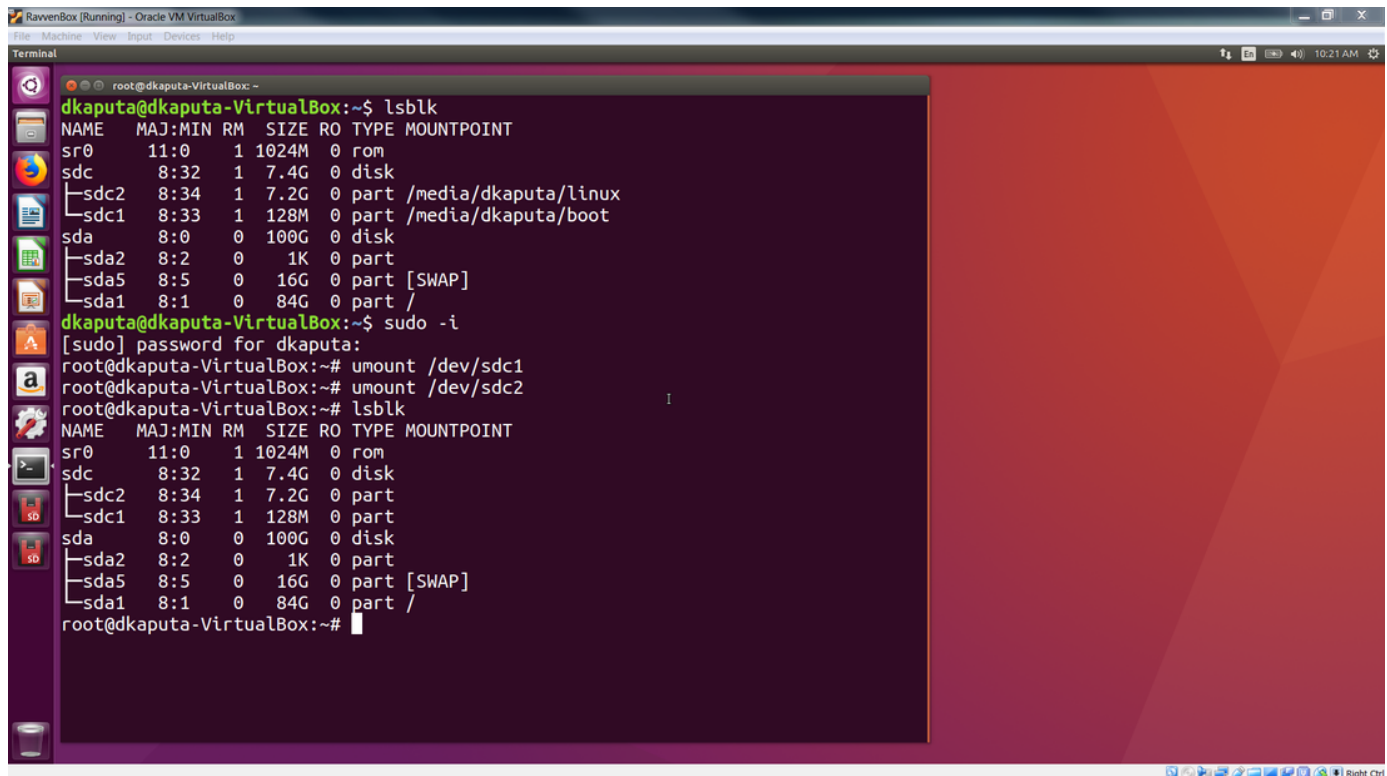 RavvenBox [Running] - Oracle VM VirtualBox
File Machine View Input Devices Help
Terminal
En
10:21 AM
root@dkaputa-VirtualBox: ~
dkaputa@dkaputa-VirtualBox:~$ lsblk
NAME   MAJ:MIN RM  SIZE RO TYPE MOUNTPOINT
sr0     11:0    1 1024M  0 rom
sdc      8:32   1  7.4G  0 disk
├─sdc2   8:34   1  7.2G  0 part /media/dkaputa/linux
└─sdc1   8:33   1  128M  0 part /media/dkaputa/boot
sda      8:0    0  100G  0 disk
├─sda2   8:2    0    1K  0 part
├─sda5   8:5    0   16G  0 part [SWAP]
└─sda1   8:1    0   84G  0 part /
dkaputa@dkaputa-VirtualBox:~$ sudo -i
[sudo] password for dkaputa:
root@dkaputa-VirtualBox:~# umount /dev/sdc1
root@dkaputa-VirtualBox:~# umount /dev/sdc2
root@dkaputa-VirtualBox:~# lsblk
NAME   MAJ:MIN RM  SIZE RO TYPE MOUNTPOINT
sr0     11:0    1 1024M  0 rom
sdc      8:32   1  7.4G  0 disk
├─sdc2   8:34   1  7.2G  0 part
└─sdc1   8:33   1  128M  0 part
sda      8:0    0  100G  0 disk
├─sda2   8:2    0    1K  0 part
├─sda5   8:5    0   16G  0 part [SWAP]
└─sda1   8:1    0   84G  0 part /
root@dkaputa-VirtualBox:~#
a
SD
SD
Right Ctrl